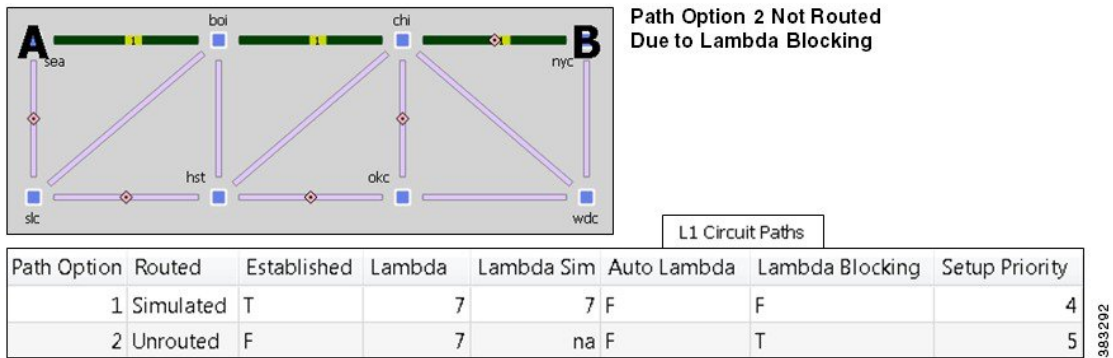 Path Option 2 Not Routed
Due to Lambda Blocking
A
B
boi
chi
sea
nyc
1
1
1
hst
okc
slc
wdc
L1 Circuit Paths
Path Option Routed Established Lambda Lambda Sim Auto Lambda Lambda Blocking Setup Priority
1 Simulated T 7 7 F F 4
2 Unrouted F 7 na F T 5
383292